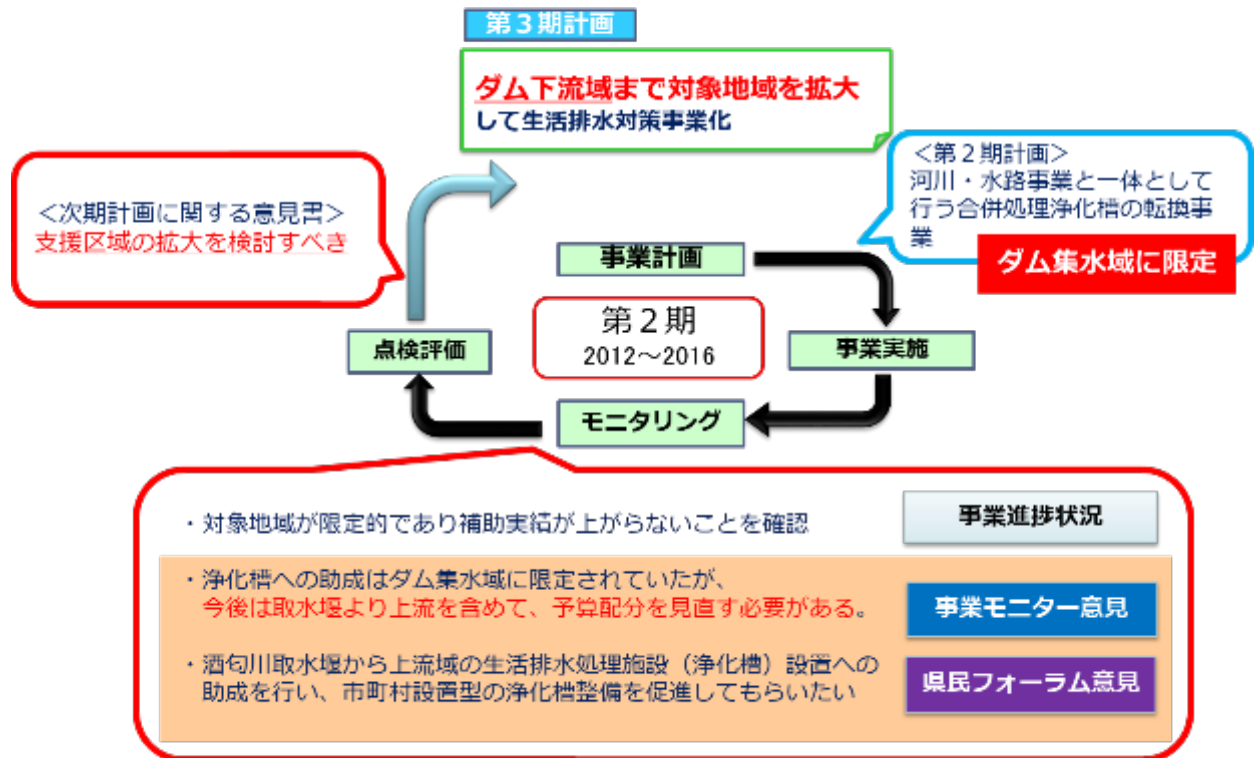 第３期計画
ダム下流域まで対象地域を拡大
して生活排水対策事業化
＜第２期計画＞
河川・水路事業と一体として
行う合併処理浄化槽の転換事
業
ダム集水域に限定
＜次期計画に関する意見書＞
支援区域の拡大を検討すべき
事業計画
第２期
2012～2016
点検評価
事業実施
モニタリング
・対象地域が限定的であり補助実績が上がらないことを確認
事業進捗状況
・浄化槽への助成はダム集水域に限定されていたが、
今後は取水堰より上流を含めて、予算配分を見直す必要がある。
事業モニター意見
・酒匂川取水堰から上流域の生活排水処理施設（浄化槽）設置への
助成を行い、市町村設置型の浄化槽整備を促進してもらいたい
県民フォーラム意見